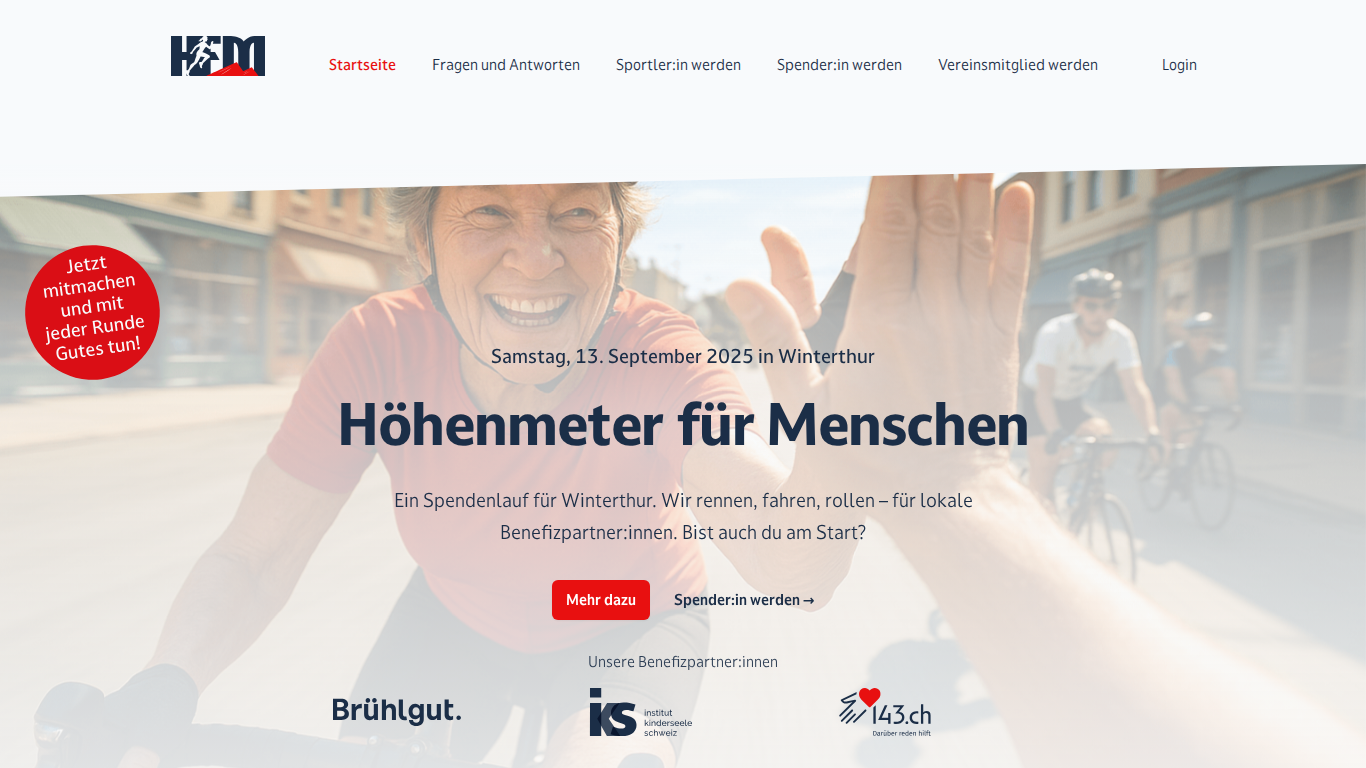 HFM
Startseite
Fragen und Antworten
Sportler:in werden
Spender:in werden
Vereinsmitglied werden
Login
Jetzt
mitmachen
und mit
jeder Runde
Gutes tun!
Samstag, 13. September 2025 in Winterthur
Höhenmeter für Menschen
Ein Spendenlauf für Winterthur. Wir rennen, fahren, rollen – für lokale
Benefizpartner:innen. Bist auch du am Start?
Mehr dazu
Spender:in werden →
Unsere Benefizpartner:innen
Brühlgut.
iks
institut
kinderseele
schweiz
143.ch
Darüber reden hilft